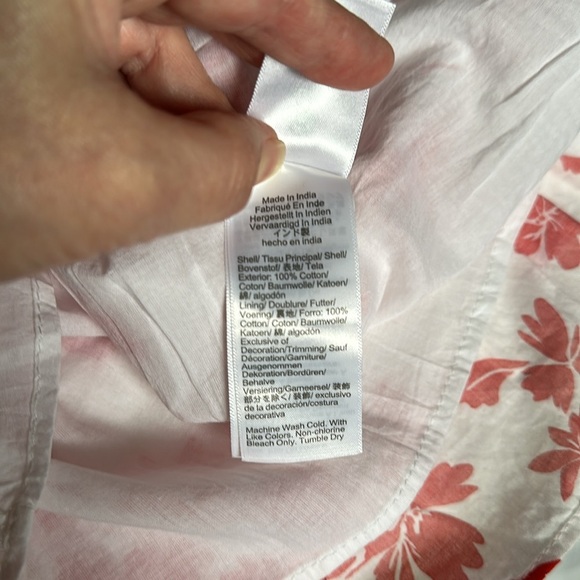 Made In India
Fabriqué En Inde
Hergestellt In Indien
Vervaardigd In India
インド製
hecho en india
Shell/ Tissu Principal/ Shell/
Bovenstof/ 表地/ Tela
Exterior: 100% Cotton/
Coton/ Baumwolle/ Katoen/
綿/ algodón
Lining/ Doublure/ Futter/
Voering/ 裏地/ Forro: 100%
Cotton/ Coton/ Baumwolle/
Katoen/ 綿/ algodón
Exclusive of
Decoration/Trimming/ Sauf
Décoration/Garniture/
Ausgenommen
Dekoration/Bordüren/
Behalve
Versiering/Garneersel/ 装飾
部分を除く/ 装飾/ exclusivo
de la decoración/costura
decorativa
Machine Wash Cold. With
Like Colors. Non-chlorine
Bleach Only. Tumble Dry